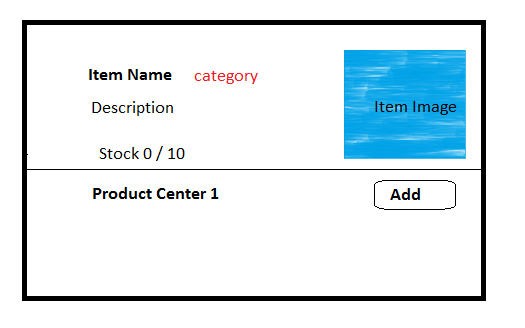 Item Name category
Description
Item Image
Stock 0 / 10
Product Center 1
Add